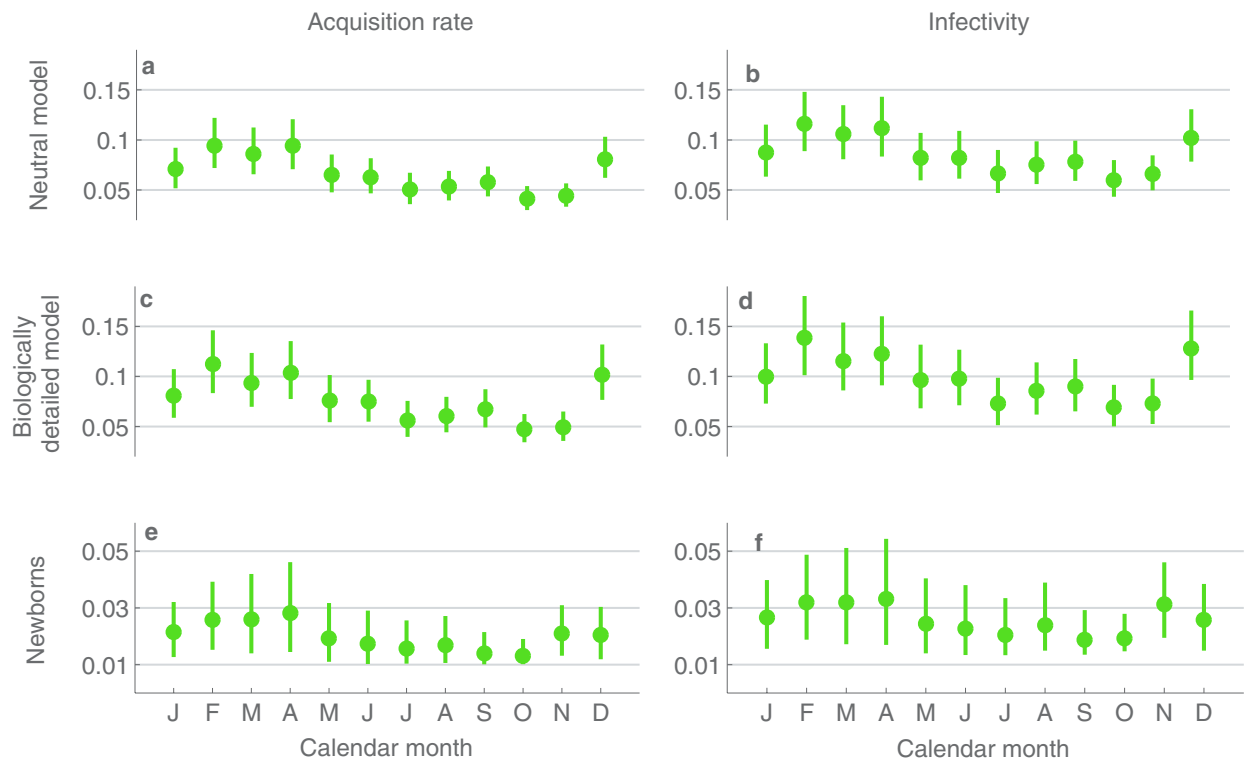 Acquisition rate
Infectivity
Neutral model
a
0.15
0.1
0.05
b
0.15
0.1
0.05
Biologically
detailed model
c
0.15
0.1
0.05
d
0.15
0.1
0.05
Newborns
e
0.05
0.03
0.01
f
0.05
0.03
0.01
J F M A M J J A S O N D
J F M A M J J A S O N D
Calendar month
Calendar month